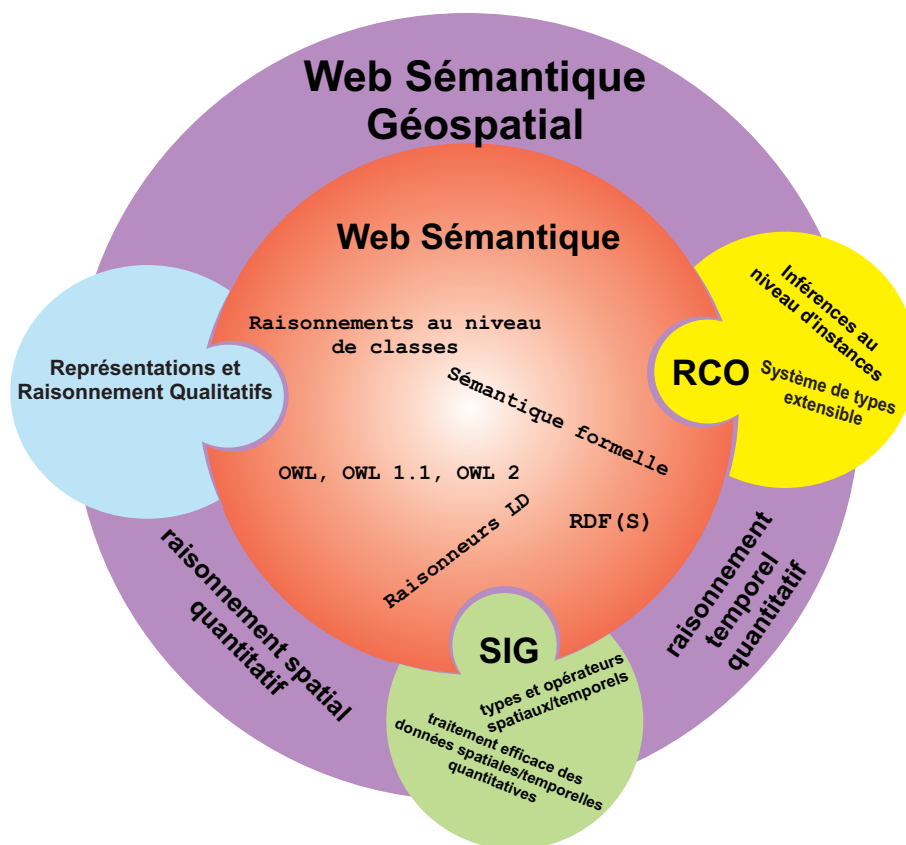 Web Sémantique
Géospatial
Web Sémantique
Raisonnements au niveau
de classes
Sémantique formelle
OWL, OWL 1.1, OWL 2
RDF(S)
Raisonneurs LD
Représentations et
Raisonnement Qualitatifs
RCO
Inférences au
niveau d'instances
Système de types
extensible
raisonnement spatial
quantitatif
SIG
types et opérateurs
spatiaux/temporels
traitement efficace des
données spatiales/temporelles
quantitatives
raisonnement
temporel
quantitatif